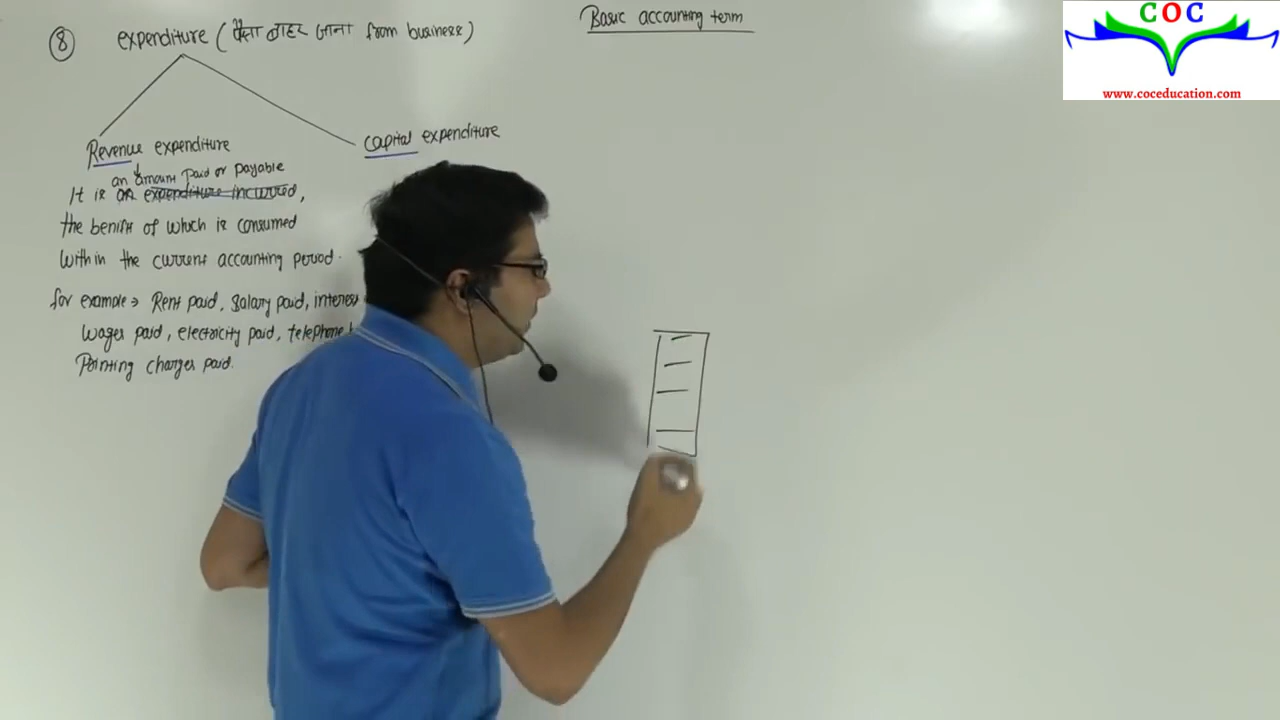 Basic accounting term
COC
www.coceducation.com
⑧ expenditure (पैसा बाहर जाना from business)
Revenue expenditure
capital expenditure
an amount paid or payable
It is an expenditure incurred,
the benift of which is consumed
within the current accounting period.
for example → Rent paid, salary paid, interes
wages paid, electricity paid, telephone
Printing charges paid.